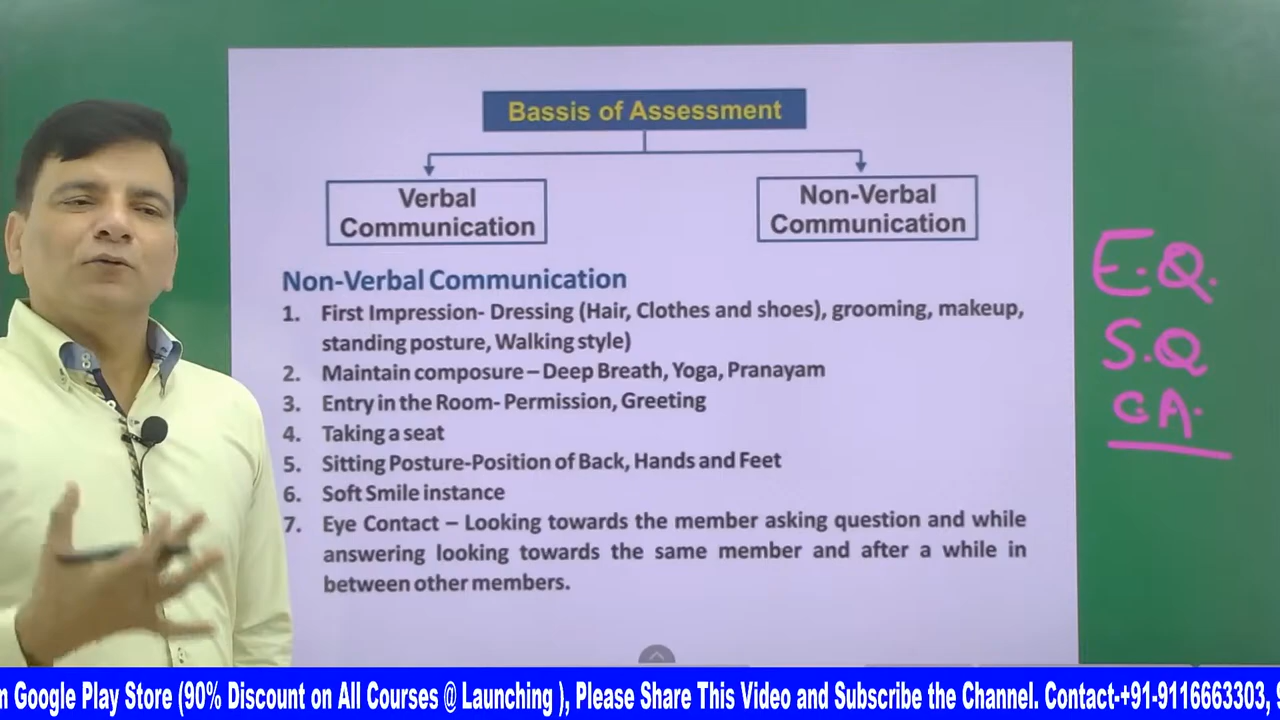 Bassis of Assessment
Verbal
Communication
Non-Verbal
Communication
Non-Verbal Communication
1. First Impression- Dressing (Hair, Clothes and shoes), grooming, makeup,
standing posture, Walking style)
2. Maintain composure – Deep Breath, Yoga, Pranayam
3. Entry in the Room- Permission, Greeting
4. Taking a seat
5. Sitting Posture-Position of Back, Hands and Feet
6. Soft Smile instance
7. Eye Contact – Looking towards the member asking question and while
answering looking towards the same member and after a while in
between other members.
E.Q.
S.Q
C.A.
Google Play Store (90% Discount on All Courses @ Launching ), Please Share This Video and Subscribe the Channel. Contact-+91-9116663303,